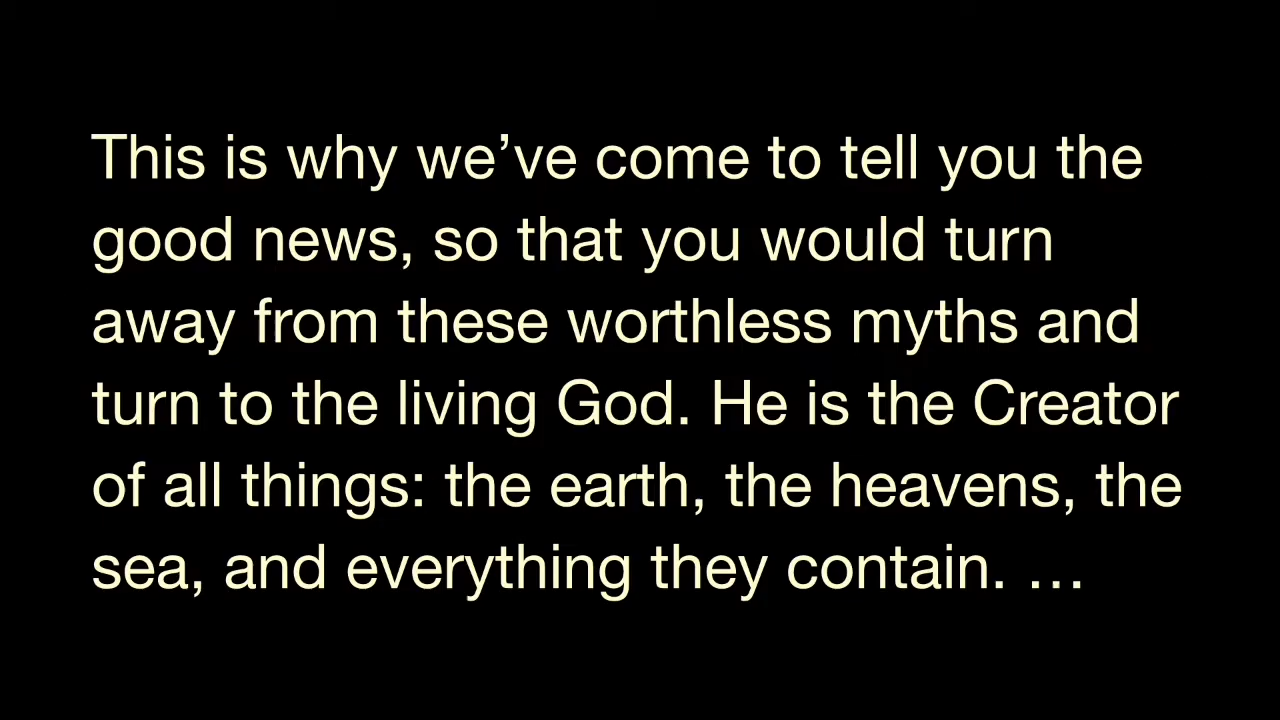 This is why we’ve come to tell you the
good news, so that you would turn
away from these worthless myths and
turn to the living God. He is the Creator
of all things: the earth, the heavens, the
sea, and everything they contain. …